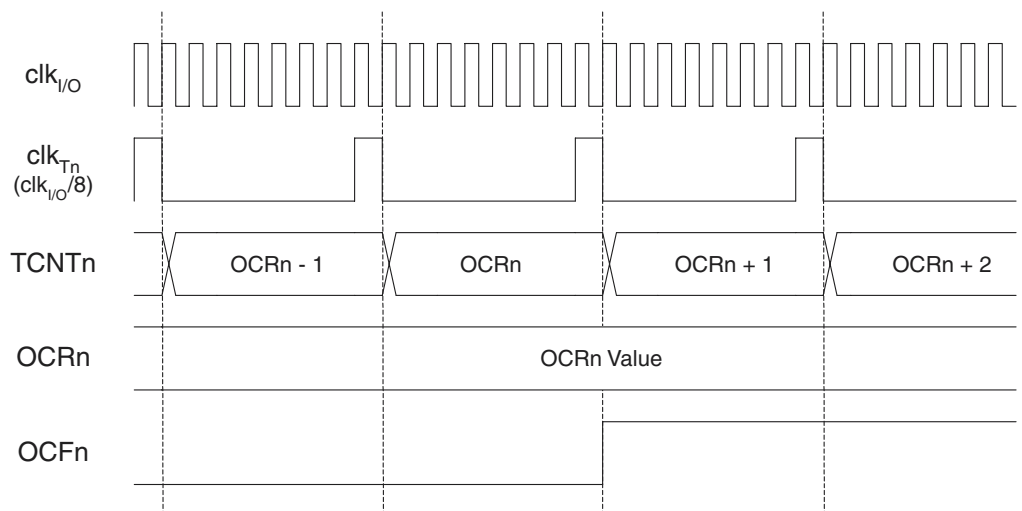 clkI/O
clkTn
(clkI/O/8)
TCNTn
OCRn - 1
OCRn
OCRn + 1
OCRn + 2
OCRn
OCRn Value
OCFn